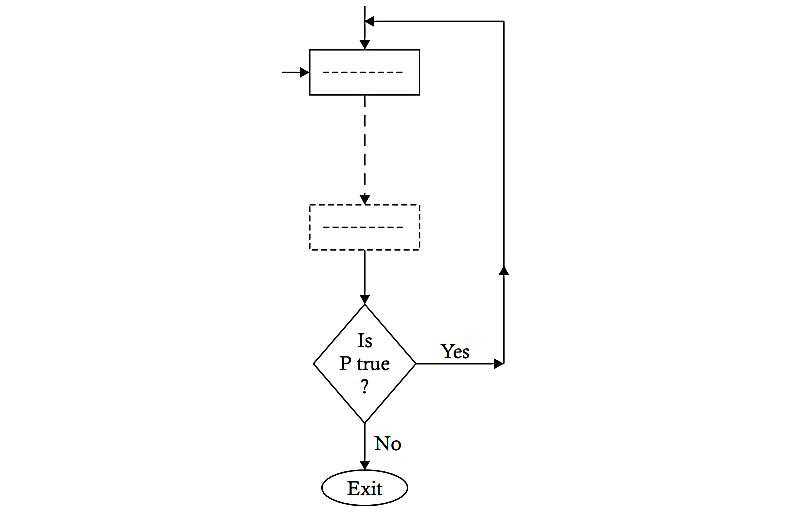 Is
P true
?
Yes
No
Exit